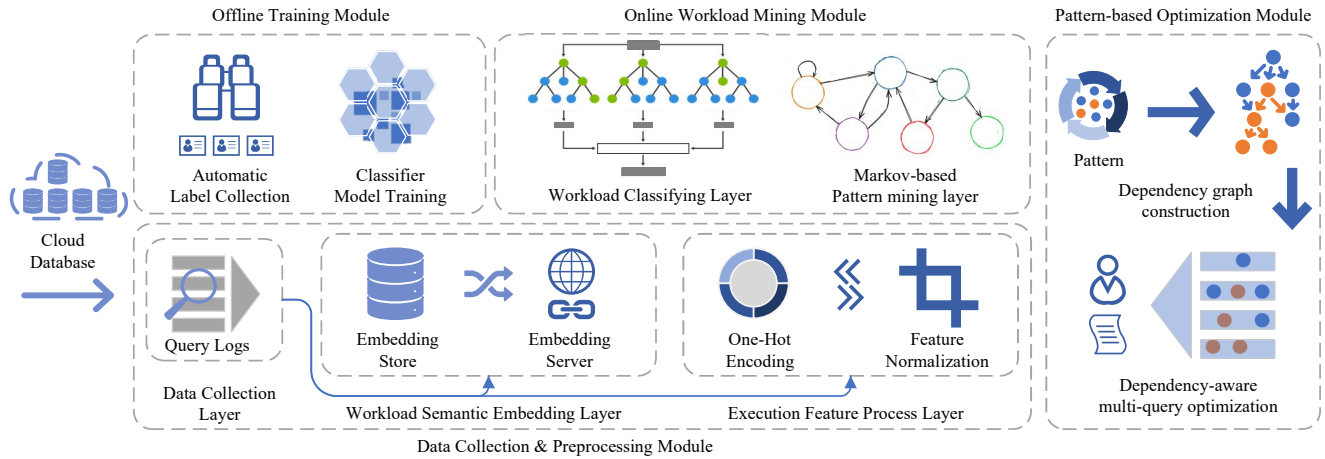 Offline Training Module
Online Workload Mining Module
Pattern-based Optimization Module
Automatic
Label Collection
Classifier
Model Training
Workload Classifying Layer
Markov-based
Pattern mining layer
Pattern
Dependency graph
construction
Cloud
Database
Query Logs
Embedding
Store
Embedding
Server
One-Hot
Encoding
Feature
Normalization
Data Collection
Layer
Workload Semantic Embedding Layer
Execution Feature Process Layer
Dependency-aware
multi-query optimization
Data Collection & Preprocessing Module